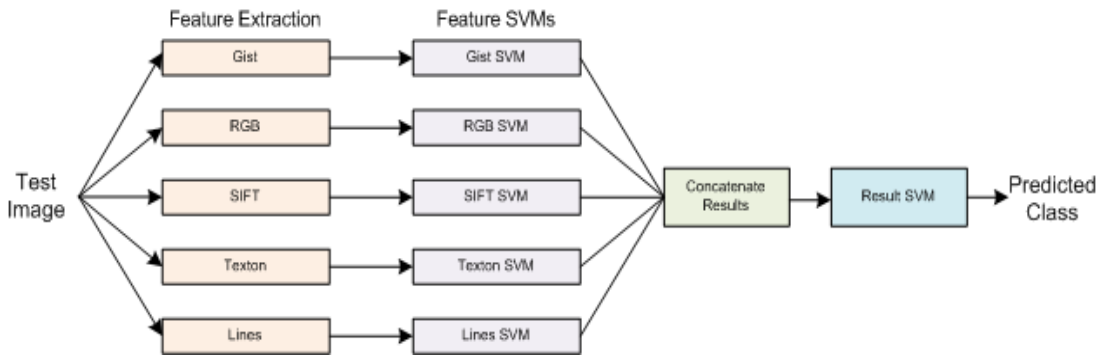 Feature Extraction
Feature SVMs
Gist
Gist SVM
RGB
RGB SVM
Test
Image
SIFT
SIFT SVM
Concatenate
Results
Result SVM
Predicted
Class
Texton
Texton SVM
Lines
Lines SVM